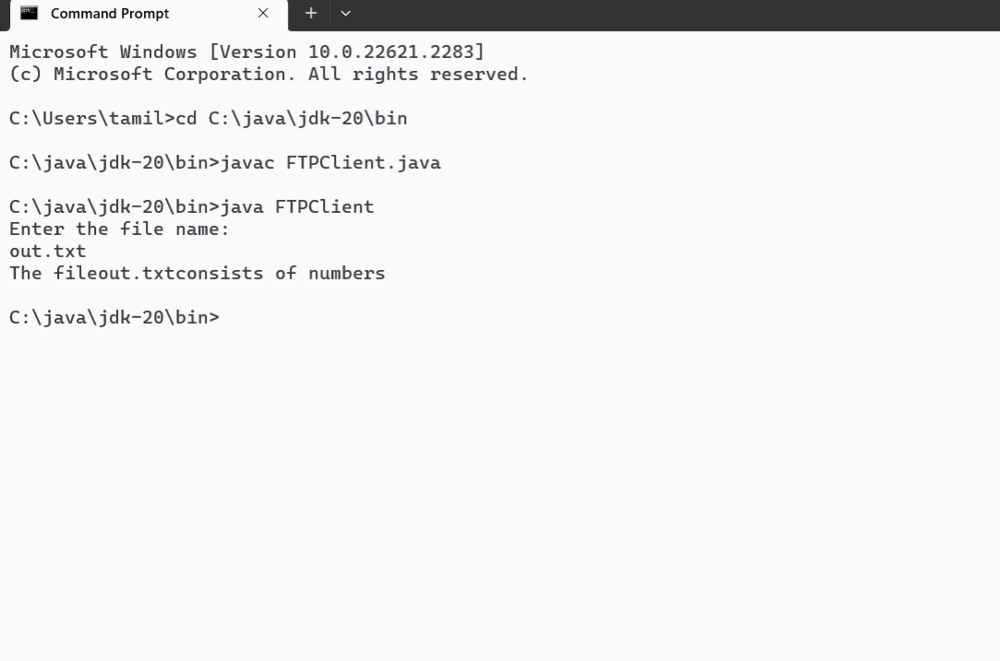 Command Prompt
Microsoft Windows [Version 10.0.22621.2283]
(c) Microsoft Corporation. All rights reserved.
C:\Users\tamil>cd C:\java\jdk-20\bin
C:\java\jdk-20\bin>javac FTPClient.java
C:\java\jdk-20\bin>java FTPClient
Enter the file name:
out.txt
The fileout.txtconsists of numbers
C:\java\jdk-20\bin>